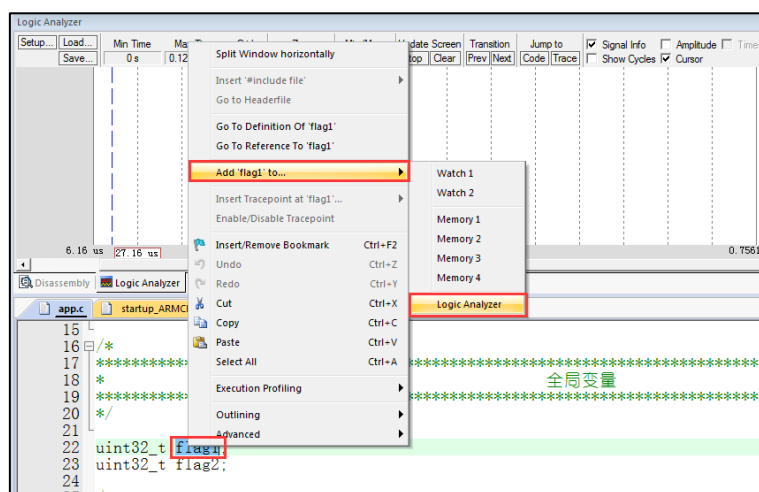 Logic Analyzer
Setup... Load... Min Time Grid Zoom Update Screen Transition Jump to Signal Info Amplitude Time
Save... 0 s 0.12 Clear Prev Next Code Trace Show Cycles Cursor
Split Window horizontally
Insert '#include file'
Go to Headerfile
Go To Definition Of 'flag1'
Go To Reference To 'flag1'
Add 'flag1' to...
Insert Tracepoint at 'flag1'...
Enable/Disable Tracepoint
Insert/Remove Bookmark Ctrl+F2
Undo Ctrl+Z
Redo Ctrl+Y
Cut Ctrl+X
Copy Ctrl+C
Paste Ctrl+V
Select All Ctrl+A
Execution Profiling
Outlining
Advanced
Watch 1
Watch 2
Memory 1
Memory 2
Memory 3
Memory 4
Logic Analyzer
6.16 us 27.16 us 0.7561
Disassembly Logic Analyzer
app.c startup_ARMC
15
16 /*
17
18 * 全局变量
19
20 */
21
22 uint32_t flag1;
23 uint32_t flag2;
24